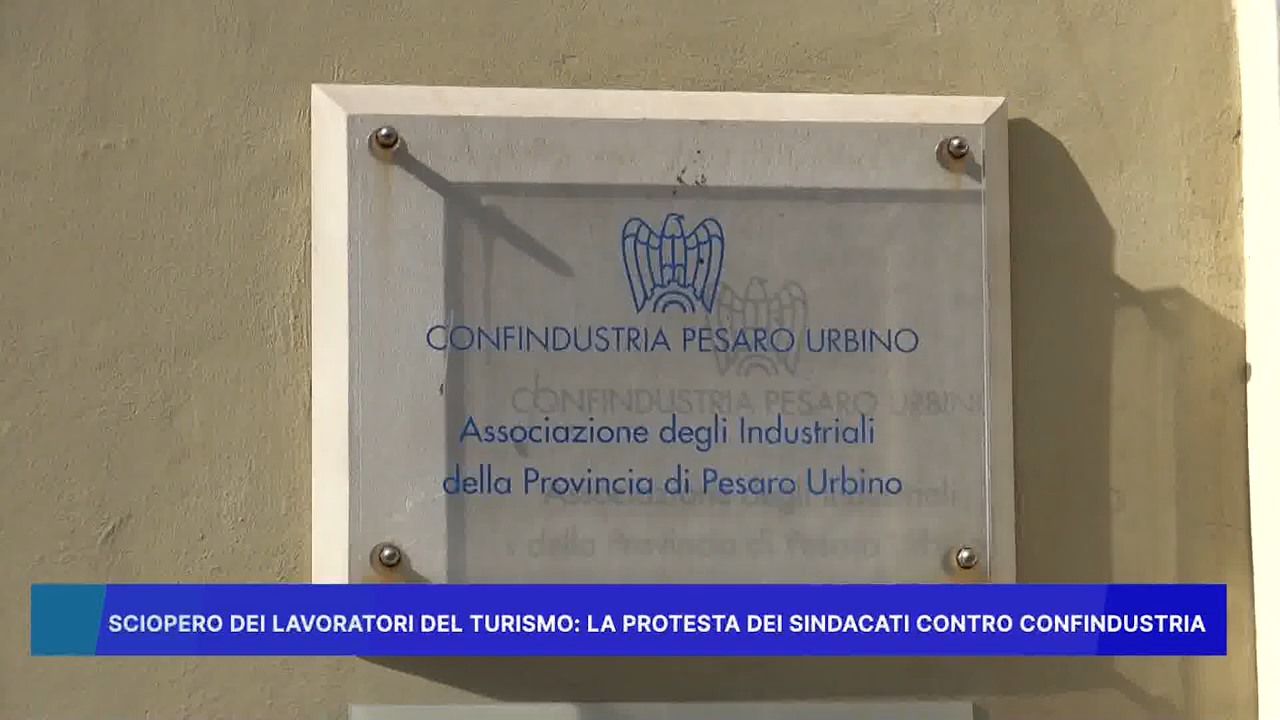 CONFINDUSTRIA PESARO URBINO
Associazione degli Industriali
della Provincia di Pesaro Urbino
SCIOPERO DEI LAVORATORI DEL TURISMO: LA PROTESTA DEI SINDACATI CONTRO CONFINDUSTRIA